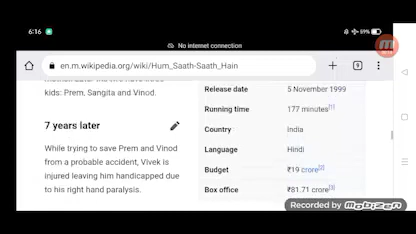 6:16
59%
No internet connection
en.m.wikipedia.org/wiki/Hum_Saath-Saath_Hain
9
kids: Prem, Sangita and Vinod.
7 years later
While trying to save Prem and Vinod
from a probable accident, Vivek is
injured leaving him handicapped due
to his right hand paralysis.
Release date 5 November 1999
Running time 177 minutes[1]
Country India
Language Hindi
Budget ₹19 crore[2]
Box office ₹81.71 crore[3]
Recorded by MOBIZEN